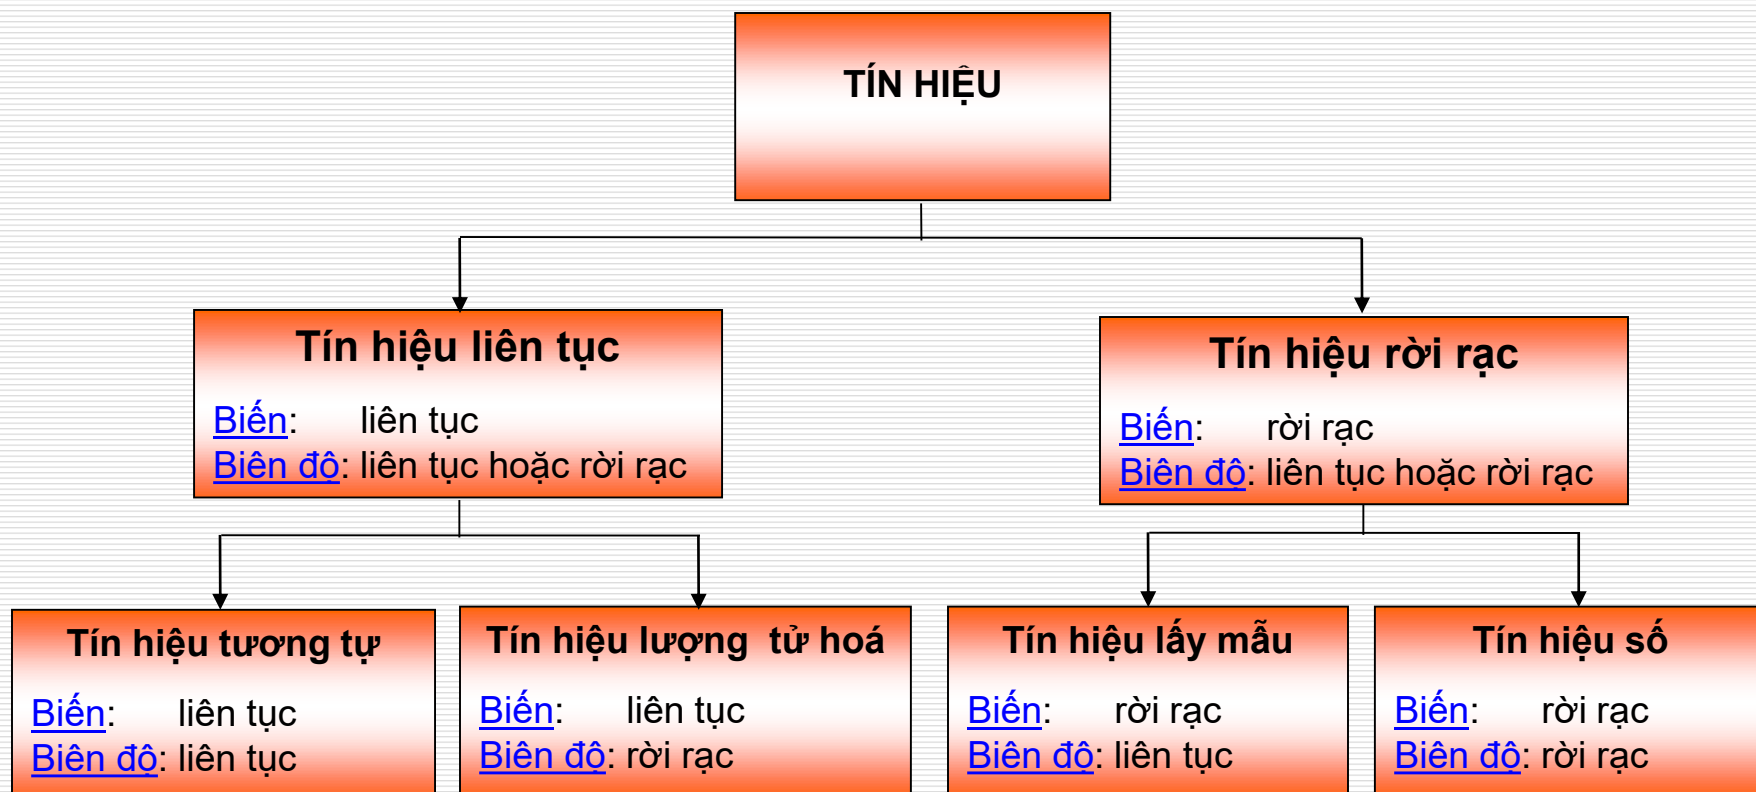 TÍN HIỆU
Tín hiệu liên tục
Biến: liên tục
Biên độ: liên tục hoặc rời rạc
Tín hiệu rời rạc
Biến: rời rạc
Biên độ: liên tục hoặc rời rạc
Tín hiệu tương tự
Biến: liên tục
Biên độ: liên tục
Tín hiệu lượng tử hoá
Biến: liên tục
Biên độ: rời rạc
Tín hiệu lấy mẫu
Biến: rời rạc
Biên độ: liên tục
Tín hiệu số
Biến: rời rạc
Biên độ: rời rạc